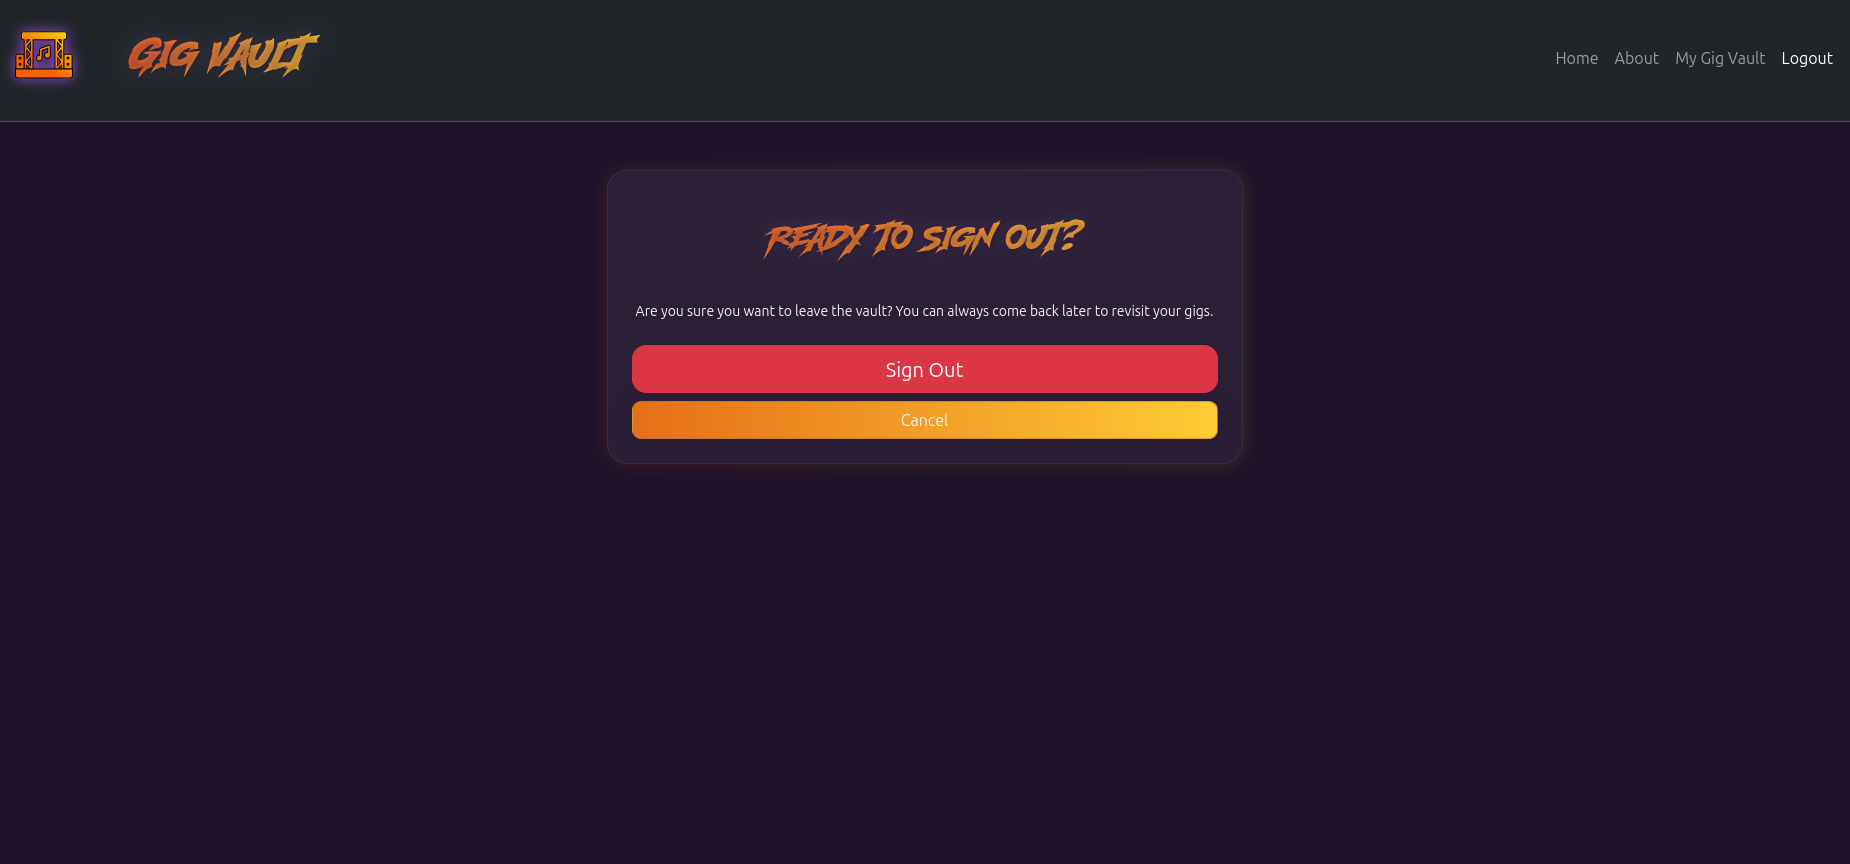 Gig Vault
Home About My Gig Vault Logout
Ready to Sign Out?
Are you sure you want to leave the vault? You can always come back later to revisit your gigs.
Sign Out
Cancel